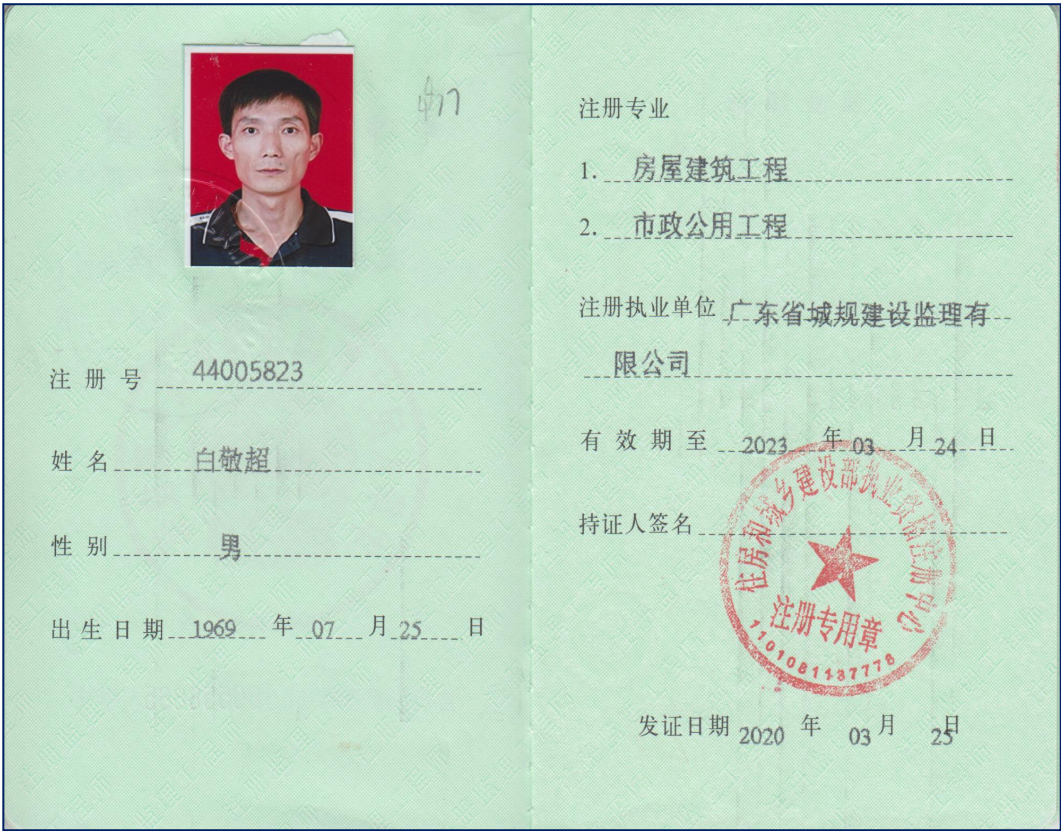 注册号 44005823
姓名 白敬超
性别 男
出生日期 1969 年 07 月 25 日
注册专业
1. 房屋建筑工程
2. 市政公用工程
注册执业单位 广东省城规建设监理有
限公司
有效期至 2023 年 03 月 24 日
持证人签名
住房和城乡建设部执业资格注册中心
注册专用章
1101081137778
发证日期 2020 年 03 月 25 日